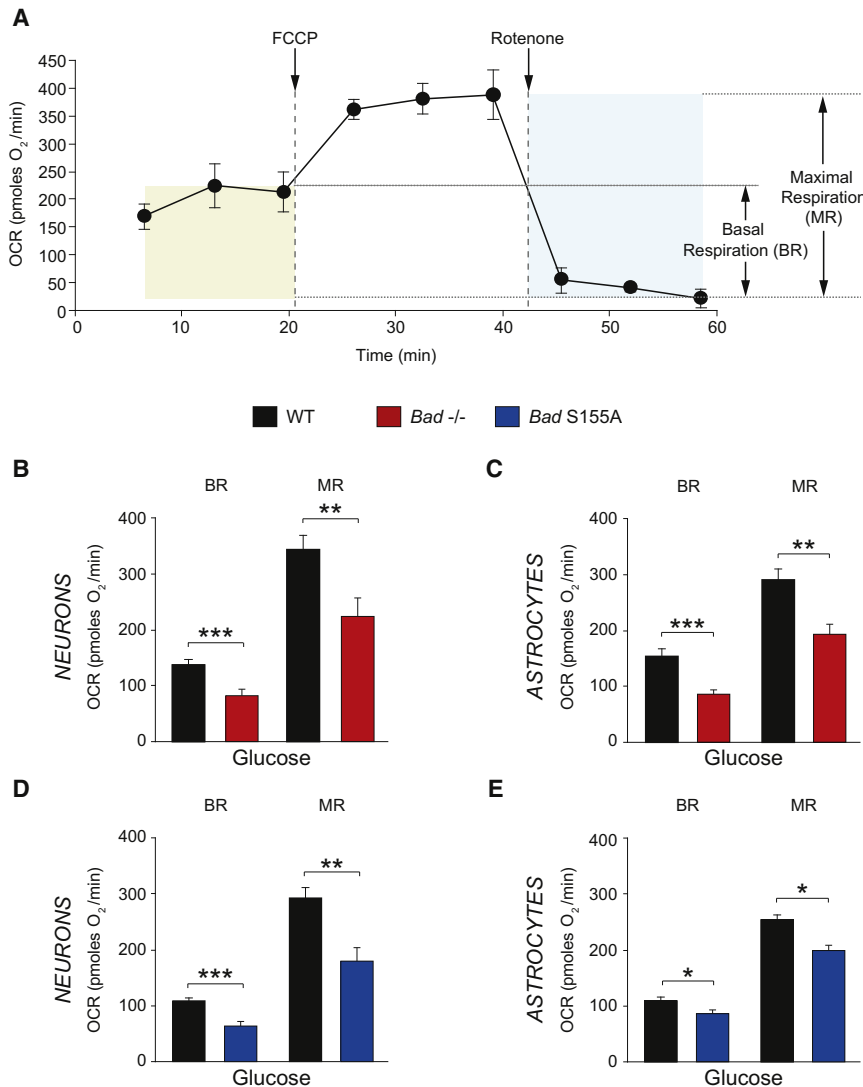 A
FCCP
Rotenone
OCR (pmoles O2/min)
450
400
350
300
250
200
150
100
50
0
0 10 20 30 40 50 60
Time (min)
Maximal
Respiration
(MR)
Basal
Respiration (BR)
WT
Bad -/-
Bad S155A
B
BR MR
NEURONS
OCR (pmoles O2/min)
400
300
200
100
0
***
**
Glucose
C
BR MR
ASTROCYTES
OCR (pmoles O2/min)
400
300
200
100
0
***
**
Glucose
D
BR MR
NEURONS
OCR (pmoles O2/min)
400
300
200
100
0
***
**
Glucose
E
BR MR
ASTROCYTES
OCR (pmoles O2/min)
400
300
200
100
0
*
*
Glucose